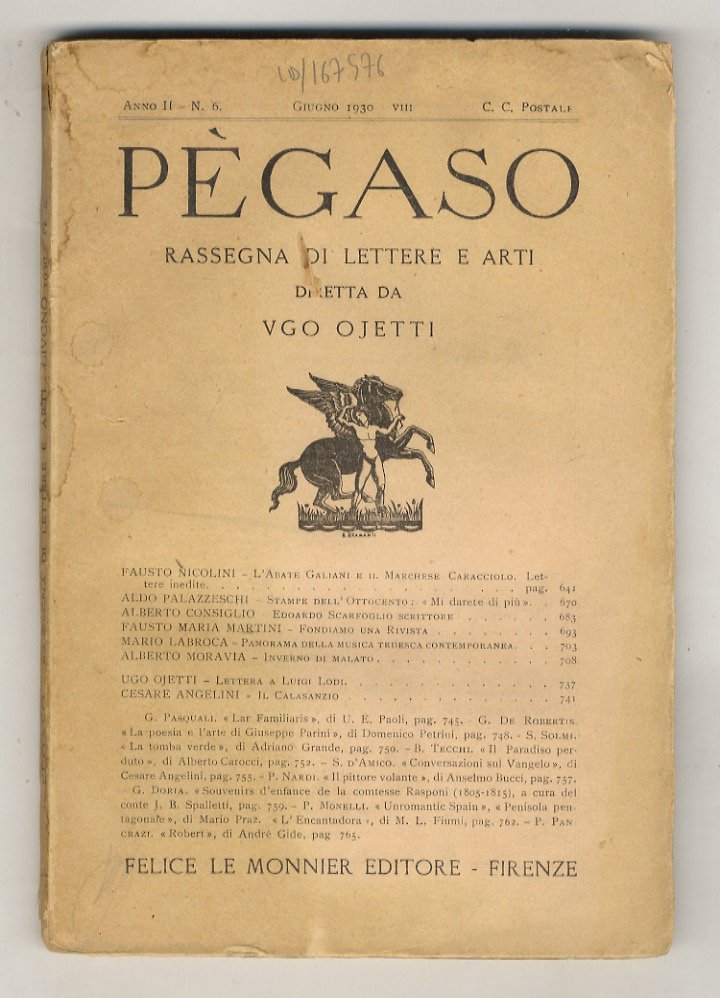 10/167576
ANNO II - N. 6. GIUGNO 1930 - VIII C. C. POSTALE
PÈGASO
RASSEGNA DI LETTERE E ARTI
DIRETTA DA
VGO OJETTI
FAUSTO NICOLINI - L'ABATE GALIANI E IL MARCHESE CARACCIOLO. Let-
tere inedite. pag. 641
ALDO PALAZZESCHI - STAMPE DELL'OTTOCENTO: « Mi darete di più ». 670
ALBERTO CONSIGLIO - EDOARDO SCARFOGLIO SCRITTORE 683
FAUSTO MARIA MARTINI - FONDIAMO UNA RIVISTA 693
MARIO LABROCA - PANORAMA DELLA MUSICA TEDESCA CONTEMPORANEA. 703
ALBERTO MORAVIA - INVERNO DI MALATO 708
UGO OJETTI - LETTERA A LUIGI LODI. 737
CESARE ANGELINI - IL CALASANZIO 741
G. PASQUALI. « Lar Familiaris », di U. E. Paoli, pag. 745. - G. DE ROBERTIS.
« La poesia e l'arte di Giuseppe Parini », di Domenico Petrini, pag. 748. - S. SOLMI.
« La tomba verde », di Adriano Grande, pag. 750. - B. TECCHI. « Il Paradiso per-
duto », di Alberto Carocci, pag. 752. - S. D'AMICO. « Conversazioni sul Vangelo », di
Cesare Angelini, pag. 755. - P. NARDI. « Il pittore volante », di Anselmo Bucci, pag. 757.
G. DORIA. « Souvenirs d'enfance de la comtesse Rasponi (1805-1815), a cura del
conte J. B. Spalletti, pag. 759. - P. MONELLI. « Unromantic Spain », « Penisola pen-
tagonale », di Mario Praz. « L'Encantadora », di M. L. Fiumi, pag. 762. - P. PAN
CRAZI. « Robert », di André Gide, pag 765.
FELICE LE MONNIER EDITORE - FIRENZE